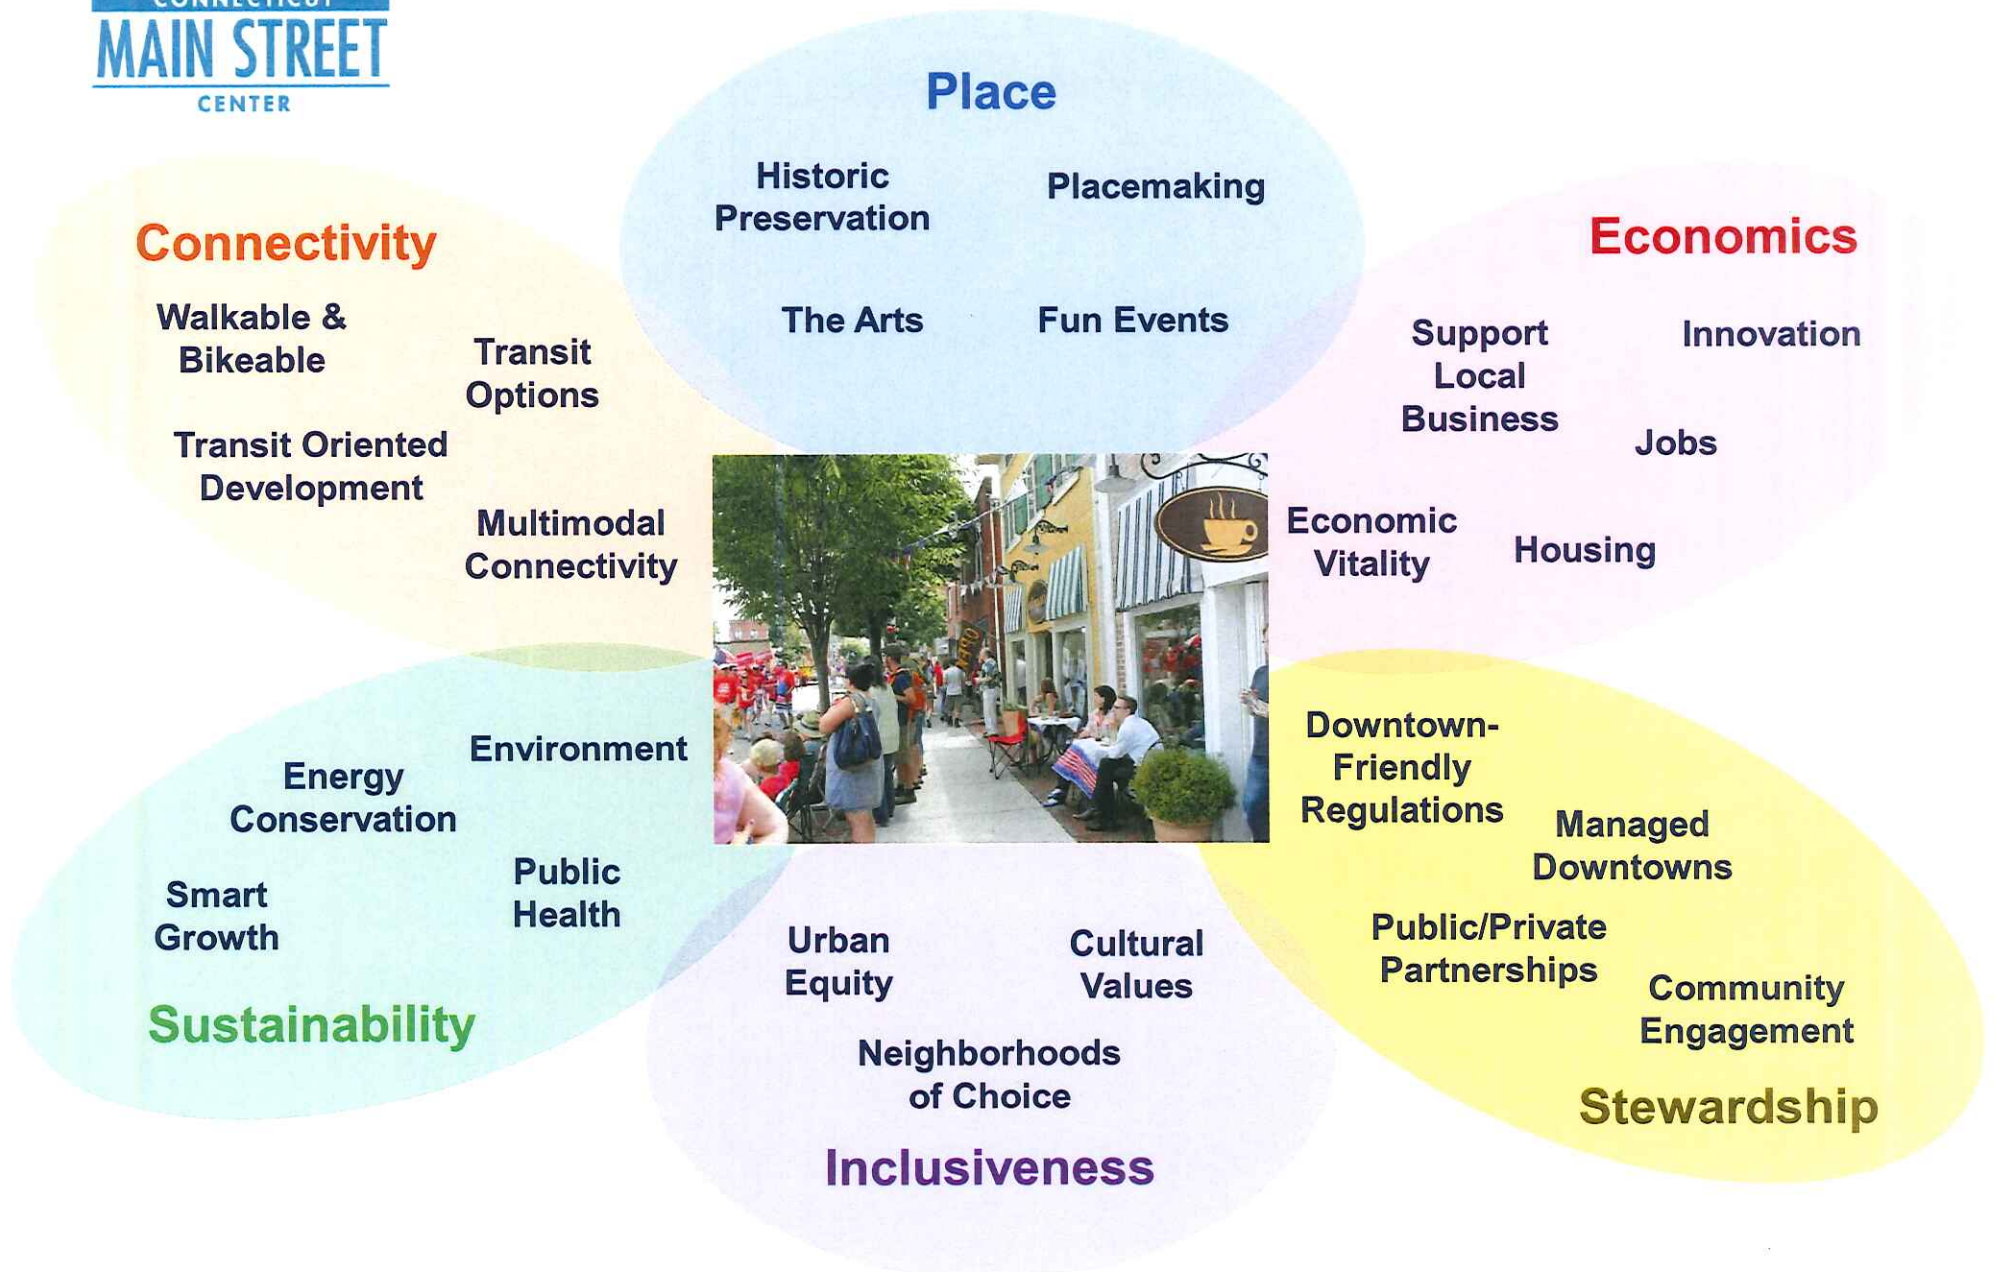 CONNECTICUT
MAIN STREET
CENTER
Place
Historic
Preservation
Placemaking
The Arts
Fun Events
Connectivity
Walkable &
Bikeable
Transit
Options
Transit Oriented
Development
Multimodal
Connectivity
Economics
Support
Local
Business
Innovation
Jobs
Economic
Vitality
Housing
OPEN
Environment
Energy
Conservation
Public
Health
Smart
Growth
Sustainability
Urban
Equity
Cultural
Values
Neighborhoods
of Choice
Inclusiveness
Downtown-
Friendly
Regulations
Managed
Downtowns
Public/Private
Partnerships
Community
Engagement
Stewardship